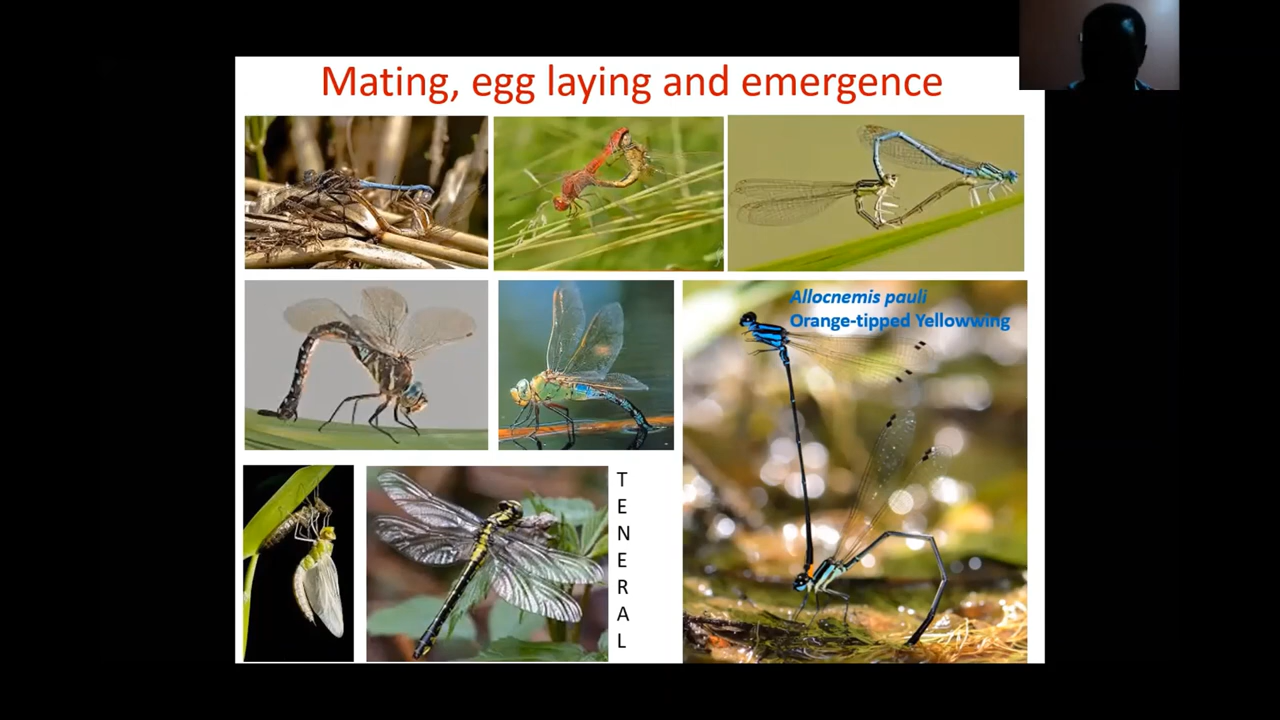 Mating, egg laying and emergence
Allocnemis pauli
Orange-tipped Yellowwing
T
E
N
E
R
A
L